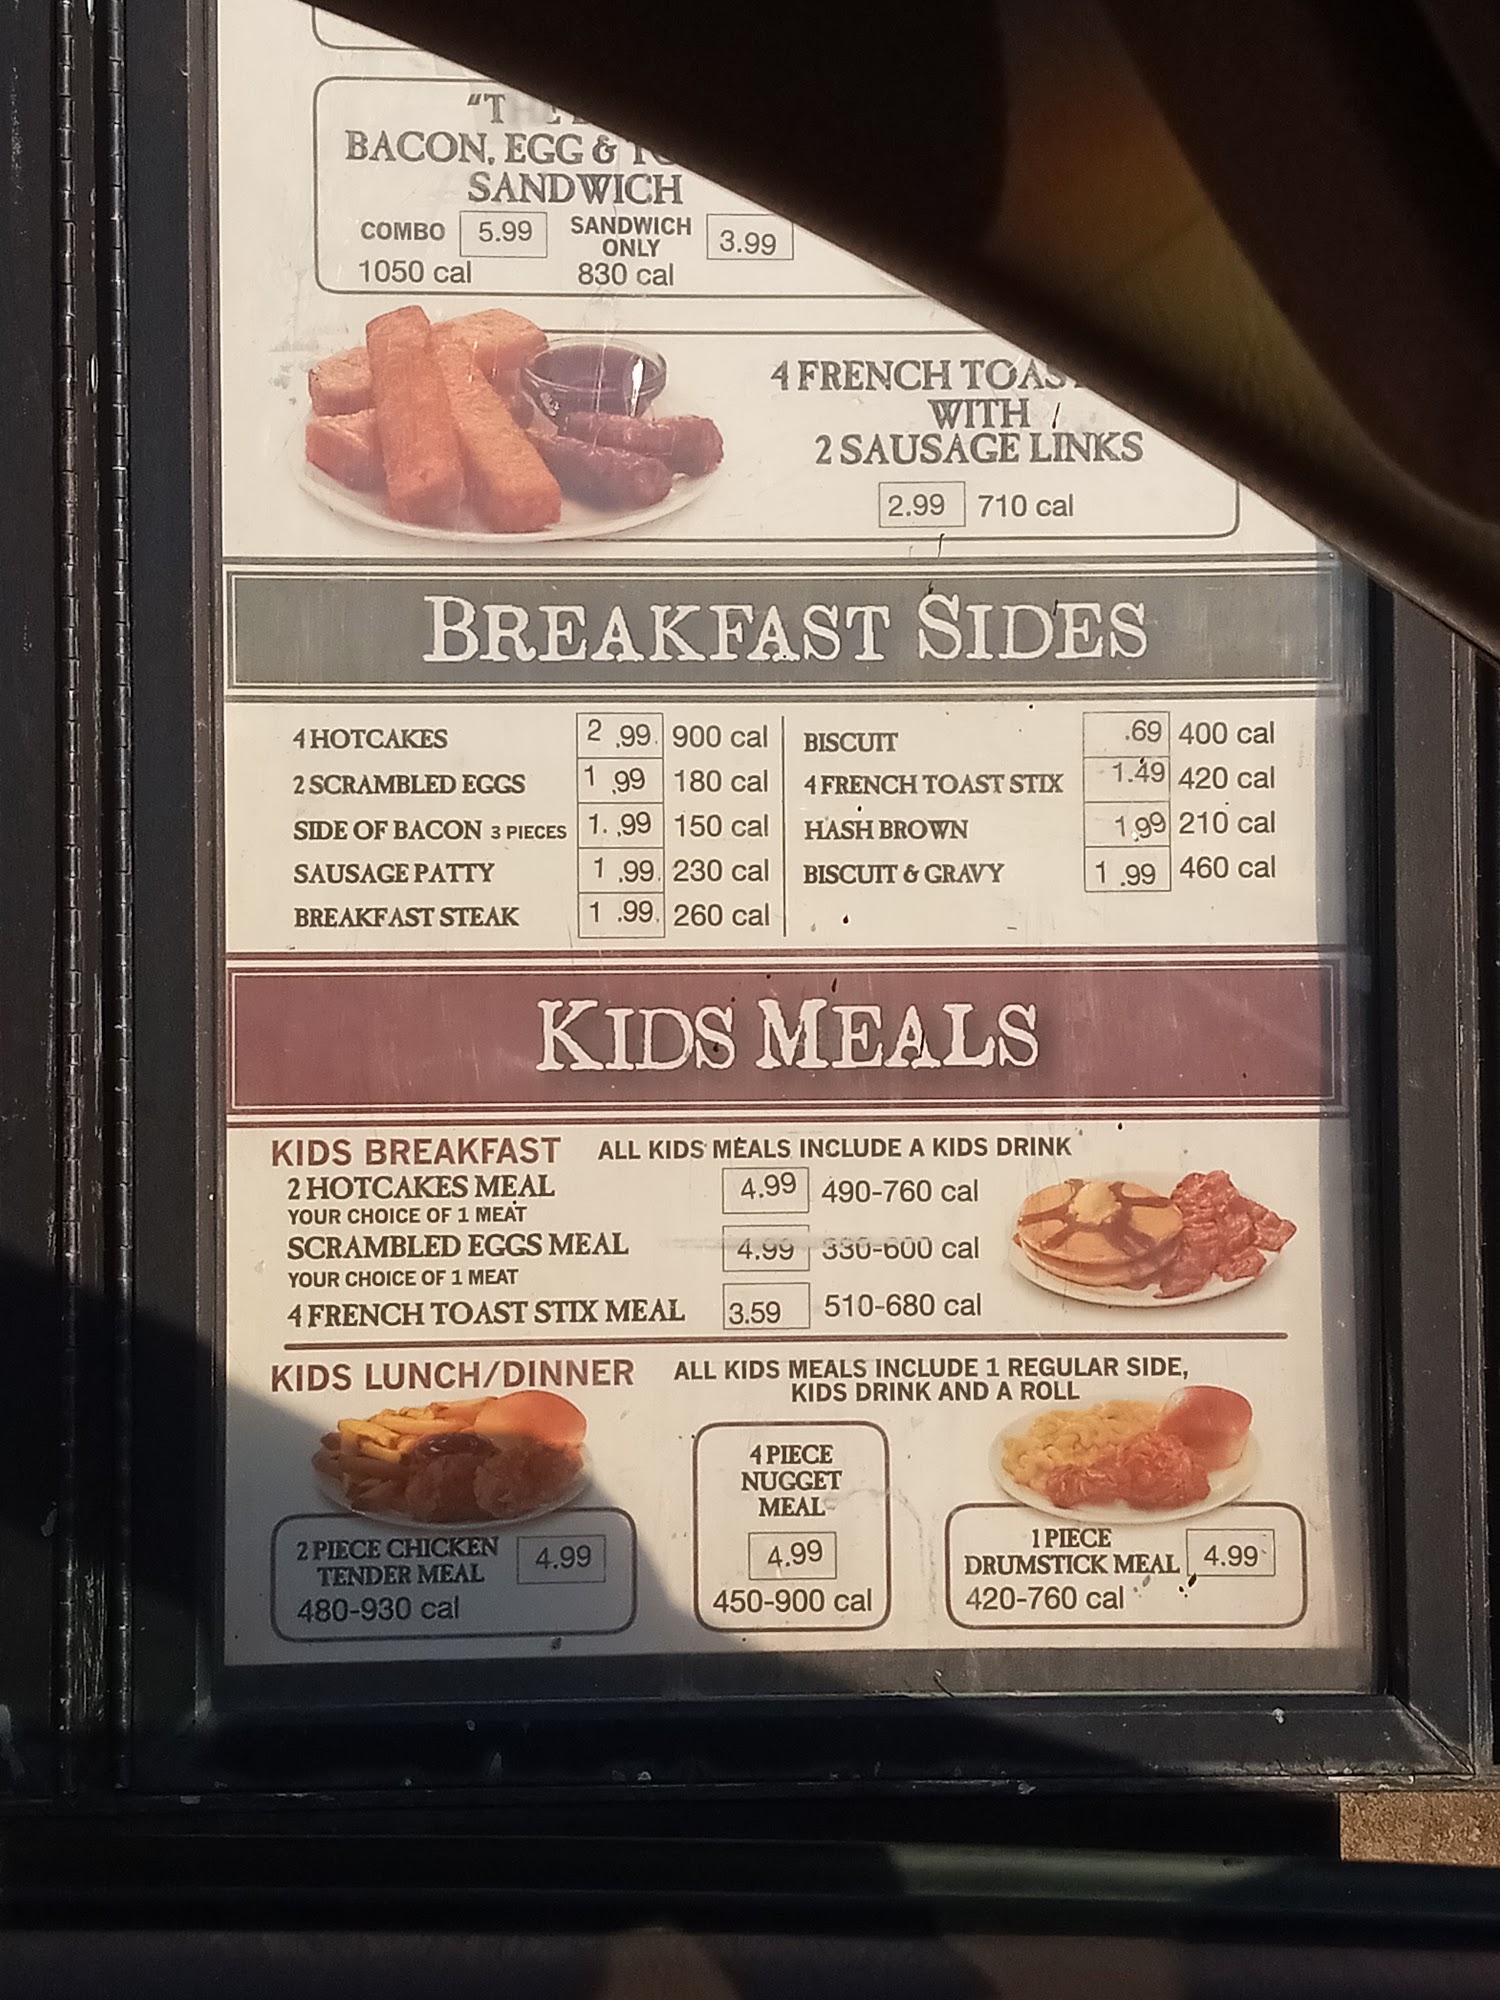 "T
BACON, EGG &
SANDWICH
COMBO 5.99 SANDWICH ONLY 3.99
1050 cal 830 cal
4 FRENCH
WITH
2 SAUSAGE LINKS
2.99 710 cal
BREAKFAST SIDES
4 HOTCAKES 2 .99 900 cal
2 SCRAMBLED EGGS 1 .99 180 cal
SIDE OF BACON 3 PIECES 1. .99 150 cal
SAUSAGE PATTY 1 .99 230 cal
BREAKFAST STEAK 1 .99 260 cal
BISCUIT .69 400 cal
4 FRENCH TOAST STIX 1.49 420 cal
HASH BROWN 1.99 210 cal
BISCUIT & GRAVY 1 .99 460 cal
KIDS MEALS
KIDS BREAKFAST ALL KIDS MEALS INCLUDE A KIDS DRINK
2 HOTCAKES MEAL 4.99 490-760 cal
YOUR CHOICE OF 1 MEAT
SCRAMBLED EGGS MEAL 4.99 330-600 cal
YOUR CHOICE OF 1 MEAT
4 FRENCH TOAST STIX MEAL 3.59 510-680 cal
KIDS LUNCH/DINNER ALL KIDS MEALS INCLUDE 1 REGULAR SIDE,
KIDS DRINK AND A ROLL
2 PIECE CHICKEN
TENDER MEAL 4.99
480-930 cal
4 PIECE
NUGGET
MEAL
4.99
450-900 cal
1 PIECE
DRUMSTICK MEAL 4.99
420-760 cal